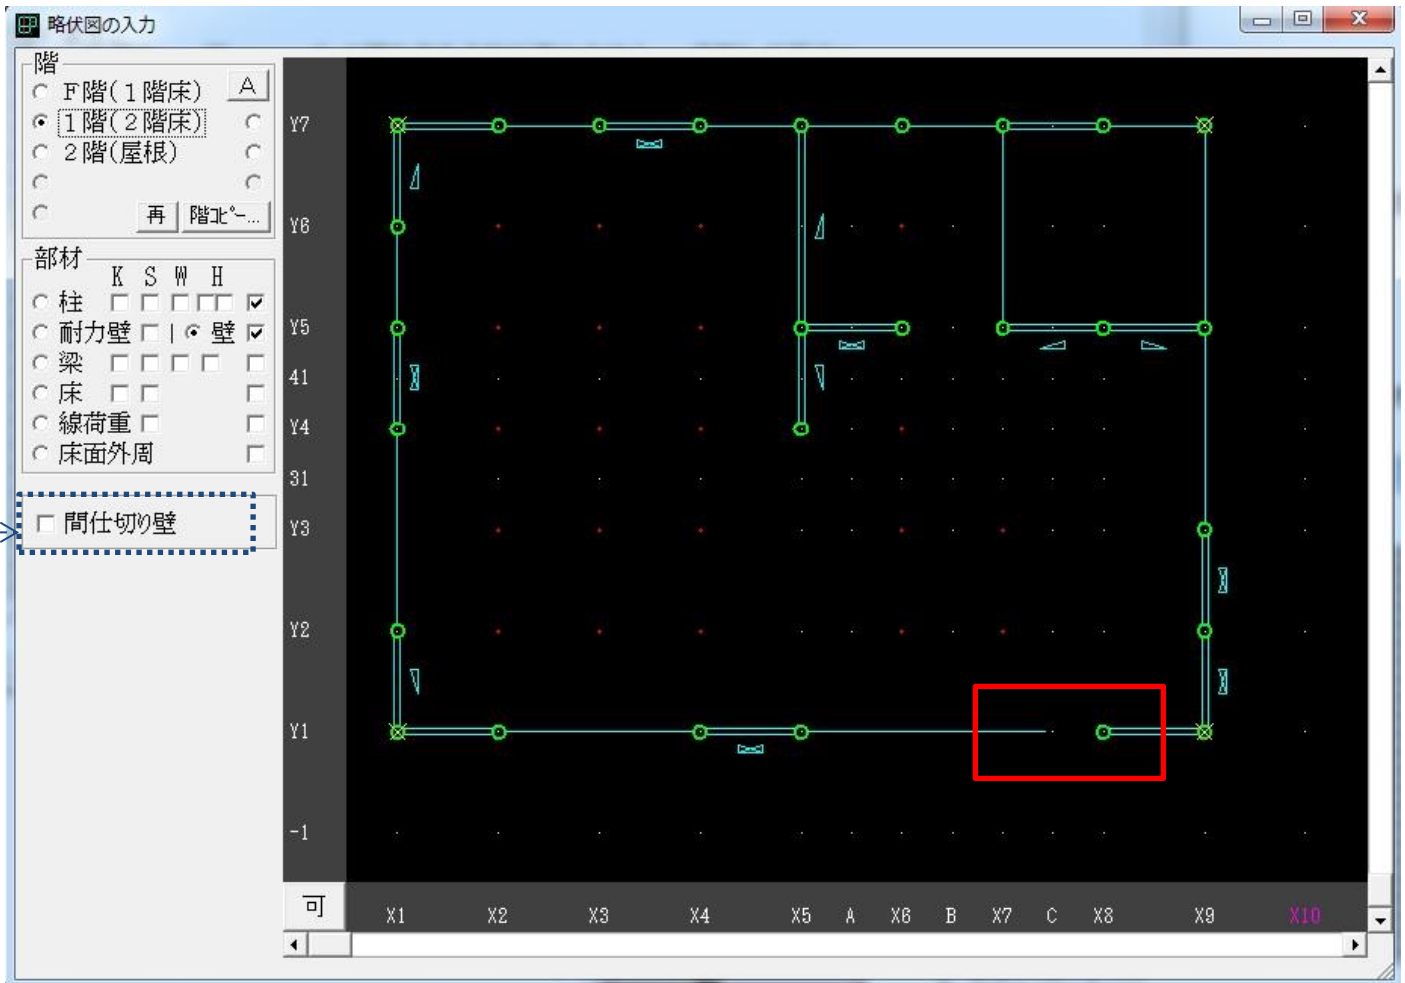 略伏図の入力
階
F階(1階床) A
1階(2階床)
2階(屋根)
再 階ｺﾋﾟｰ...
部材
K S W H
柱
耐力壁 | 壁
梁
床
線荷重
床面外周
間仕切り壁
Y7
Y6
Y5
41
Y4
31
Y3
Y2
Y1
-1
可 X1 X2 X3 X4 X5 A X6 B X7 C X8 X9 X10